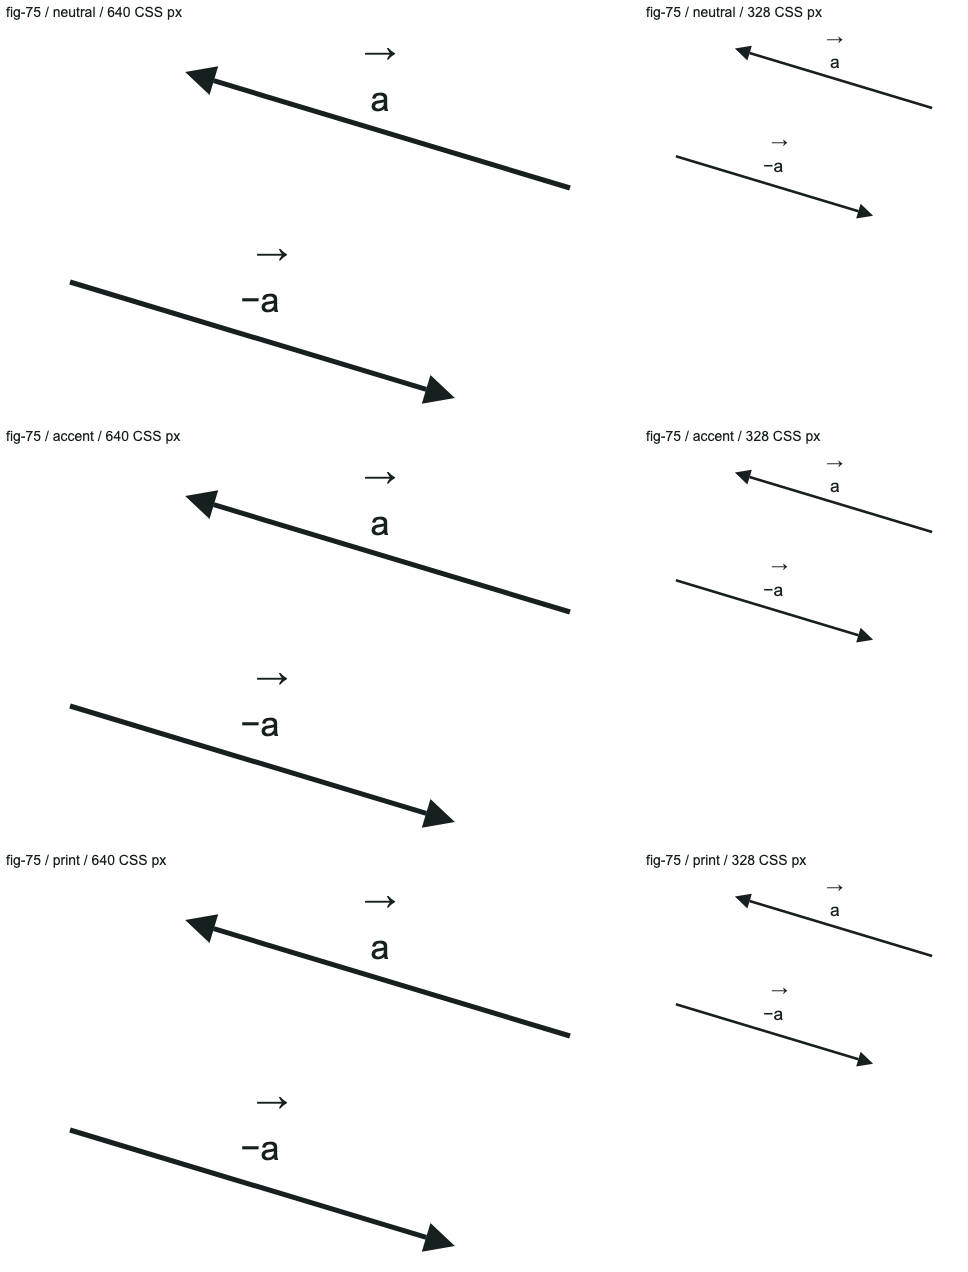 fig-75 / neutral / 640 CSS px
→
a
→
−a
fig-75 / neutral / 328 CSS px
→
a
→
−a
fig-75 / accent / 640 CSS px
→
a
→
−a
fig-75 / accent / 328 CSS px
→
a
→
−a
fig-75 / print / 640 CSS px
→
a
→
−a
fig-75 / print / 328 CSS px
→
a
→
−a